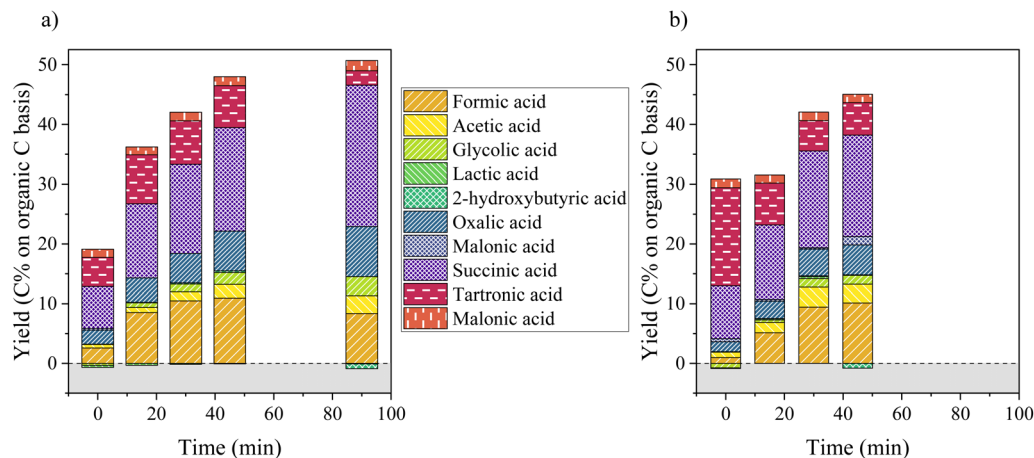 a)
Yield (C% on organic C basis)
50
40
30
20
10
0
0
20
40
60
80
100
Time (min)
Formic acid
Acetic acid
Glycolic acid
Lactic acid
2-hydroxybutyric acid
Oxalic acid
Malonic acid
Succinic acid
Tartronic acid
Malonic acid
b)
Yield (C% on organic C basis)
50
40
30
20
10
0
0
20
40
60
80
100
Time (min)